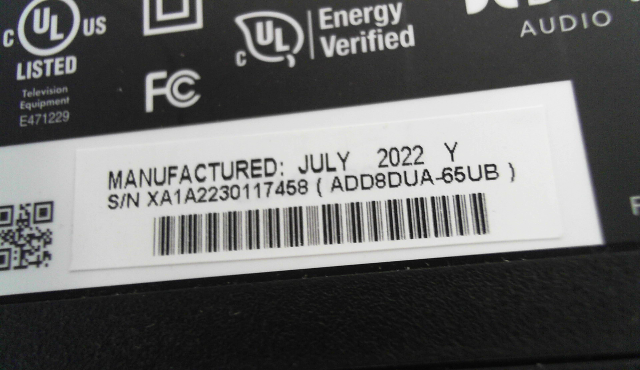 c UL US
LISTED
Television
Equipment
E471229
FC
c UL
Energy
Verified
AUDIO
MANUFACTURED: JULY 2022 Y
S/N XA1A2230117458 ( ADD8DUA-65UB )